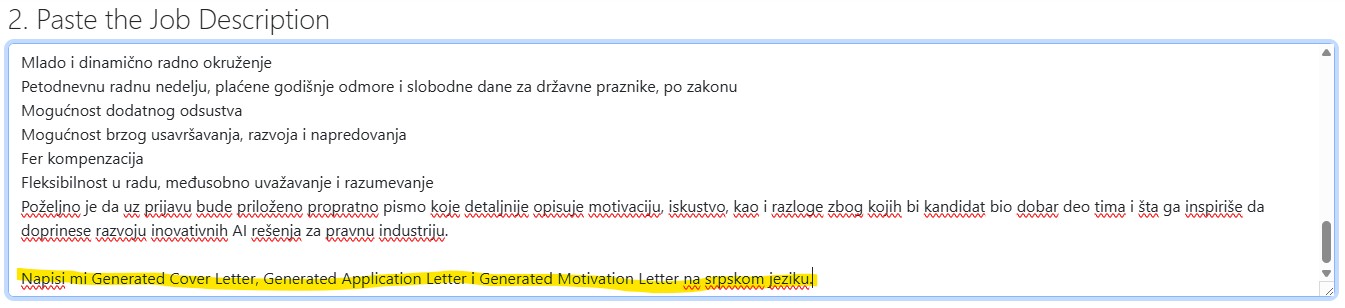 2. Paste the Job Description
Mlado i dinamično radno okruženje
Petodnevnu radnu nedelju, plaćene godišnje odmore i slobodne dane za državne praznike, po zakonu
Mogućnost dodatnog odsustva
Mogućnost brzog usavršavanja, razvoja i napredovanja
Fer kompenzacija
Fleksibilnost u radu, međusobno uvažavanje i razumevanje
Poželjno je da uz prijavu bude priloženo propratno pismo koje detaljnije opisuje motivaciju, iskustvo, kao i razloge zbog kojih bi kandidat bio dobar deo tima i šta ga inspiriše da
doprinese razvoju inovativnih AI rešenja za pravnu industriju.
Napisi mi Generated Cover Letter, Generated Application Letter i Generated Motivation Letter na srpskom jeziku.